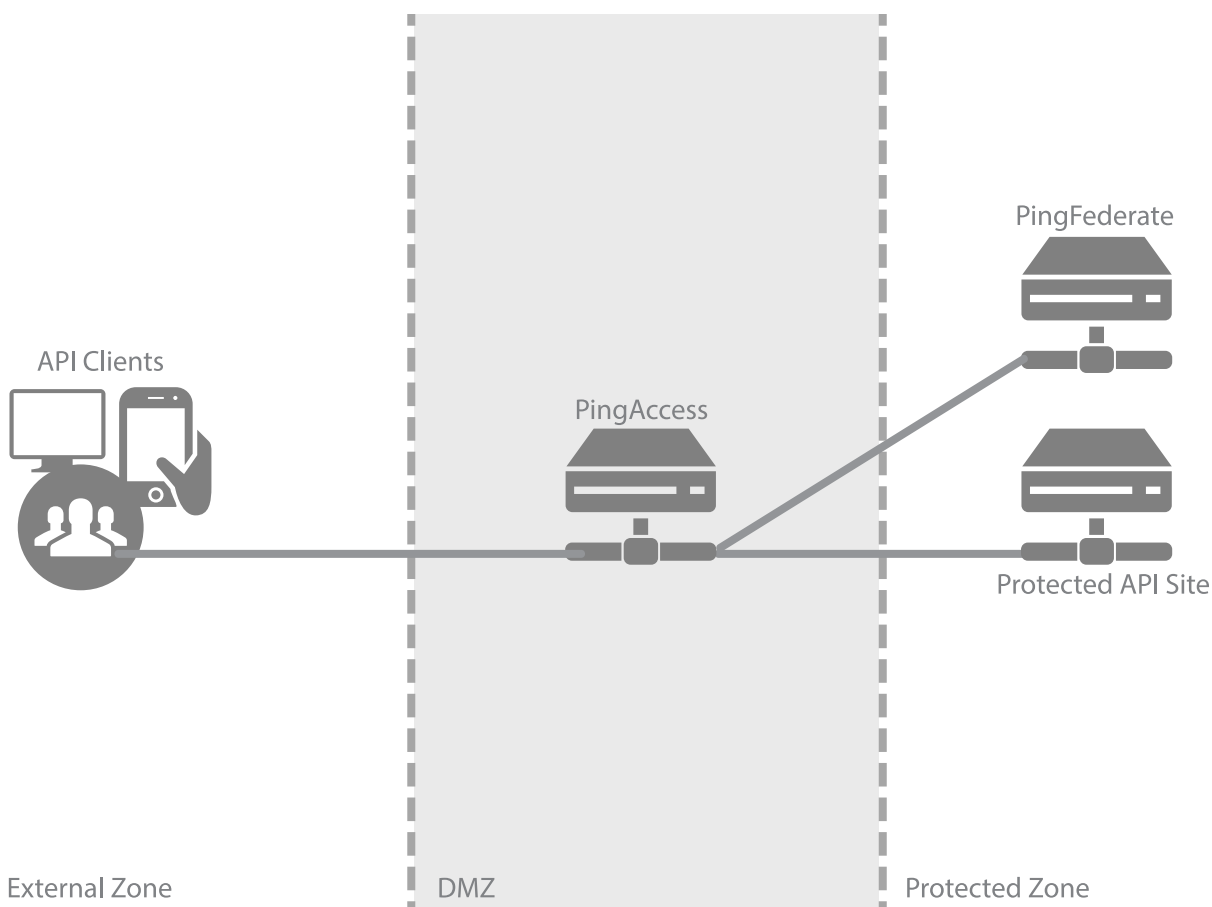 PingFederate
API Clients
PingAccess
Protected API Site
External Zone
DMZ
Protected Zone